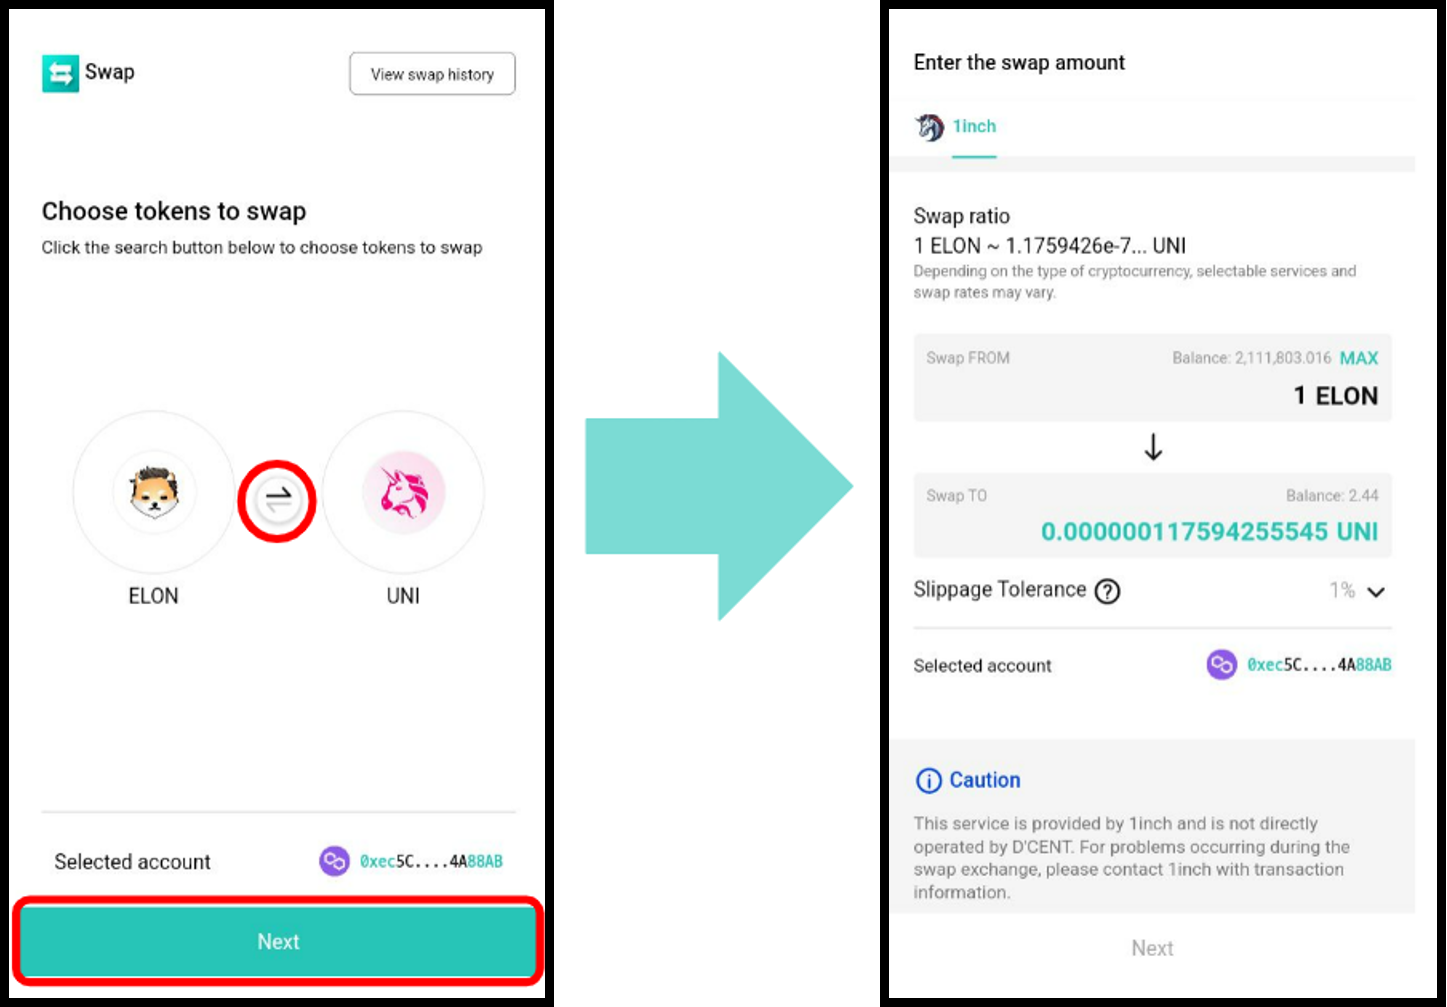 Swap
View swap history
Choose tokens to swap
Click the search button below to choose tokens to swap
ELON
UNI
Selected account
0xec5C....4A88AB
Next
Enter the swap amount
1inch
Swap ratio
1 ELON ~ 1.1759426e-7... UNI
Depending on the type of cryptocurrency, selectable services and
swap rates may vary.
Swap FROM
Balance: 2,111,803.016 MAX
1 ELON
Swap TO
Balance: 2.44
0.000000117594255545 UNI
Slippage Tolerance ?
1%
Selected account
0xec5C....4A88AB
Caution
This service is provided by 1inch and is not directly
operated by D'CENT. For problems occurring during the
swap exchange, please contact 1inch with transaction
information.
Next